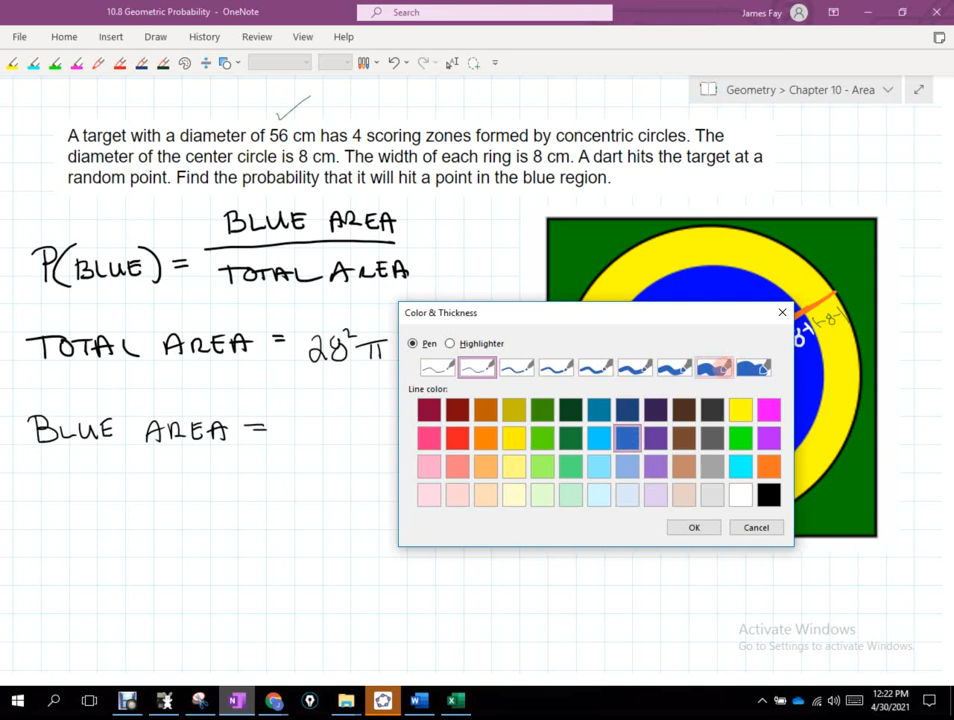 10.8 Geometric Probability - OneNote
Search
James Fay
File Home Insert Draw History Review View Help
Geometry > Chapter 10 - Area
A target with a diameter of 56 cm has 4 scoring zones formed by concentric circles. The
diameter of the center circle is 8 cm. The width of each ring is 8 cm. A dart hits the target at a
random point. Find the probability that it will hit a point in the blue region.
P(BLUE) = BLUE AREA
TOTAL AREA
TOTAL AREA = 28²π
BLUE AREA =
Color & Thickness
Pen Highlighter
Line color:
OK Cancel
8
8
Activate Windows
Go to Settings to activate Windows.
12:22 PM
4/30/2021